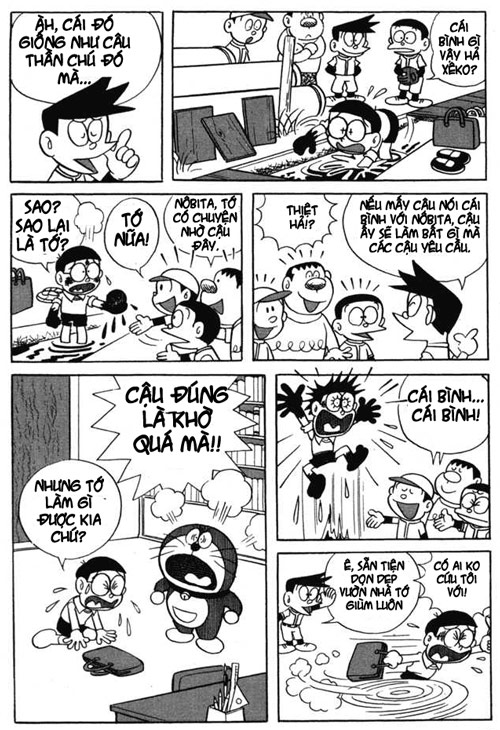 ÀH, CÁI ĐÓ
GIỐNG NHƯ CÂU
THẦN CHÚ ĐÓ
MÀ...
CÁI
BÌNH GÌ
VẬY HẢ
XÊKO?
SAO?
SAO LẠI
LÀ TỚ?
TỚ
NỮA!
NÔBITA, TỚ
CÓ CHUYỆN
NHỜ CẬU
ĐÂY.
THIỆT
HẢ!?
NẾU MẤY CẬU NÓI CÁI
BÌNH VỚI NÔBITA, CẬU
ẤY SẼ LÀM BẤT GÌ MÀ
CÁC CẬU YÊU CẦU.
CẬU ĐÚNG
LÀ KHỜ
QUÁ MÀ!!
NHƯNG TỚ
LÀM GÌ
ĐƯỢC KIA
CHỨ?
CÁI BÌNH...
CÁI BÌNH!
Ê, SẴN TIỆN
DỌN DẸP
VƯỜN NHÀ TỚ
GIÙM LUÔN
CÓ AI KO
CỨU TÔI
VỚI!